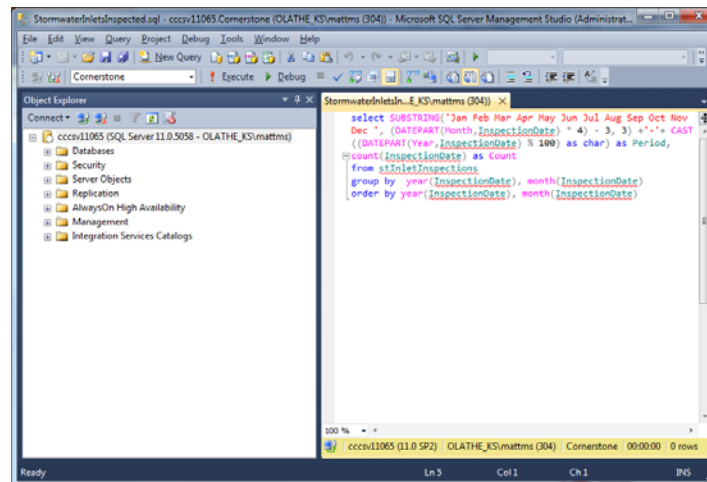 StormwaterInletsInspected.sql - cccsv11065.Cornerstone (OLATHE_KS\mattms (304)) - Microsoft SQL Server Management Studio (Administrat...
File Edit View Query Project Debug Tools Window Help
New Query
Cornerstone Execute Debug
Object Explorer
Connect
cccsv11065 (SQL Server 11.0.5058 - OLATHE_KS\mattms)
Databases
Security
Server Objects
Replication
AlwaysOn High Availability
Management
Integration Services Catalogs
StormwaterInletsIn...E_KS\mattms (304))
select SUBSTRING('Jan Feb Mar Apr May Jun Jul Aug Sep Oct Nov
Dec ', (DATEPART(Month,InspectionDate) * 4) - 3, 3) +'-'+ CAST
((DATEPART(Year,InspectionDate) % 100) as char) as Period,
count(InspectionDate) as Count
from stInletInspections
group by year(InspectionDate), month(InspectionDate)
order by year(InspectionDate), month(InspectionDate)
100 %
cccsv11065 (11.0 SP2) OLATHE_KS\mattms (304) Cornerstone 00:00:00 0 rows
Ready Ln 5 Col 1 Ch 1 INS